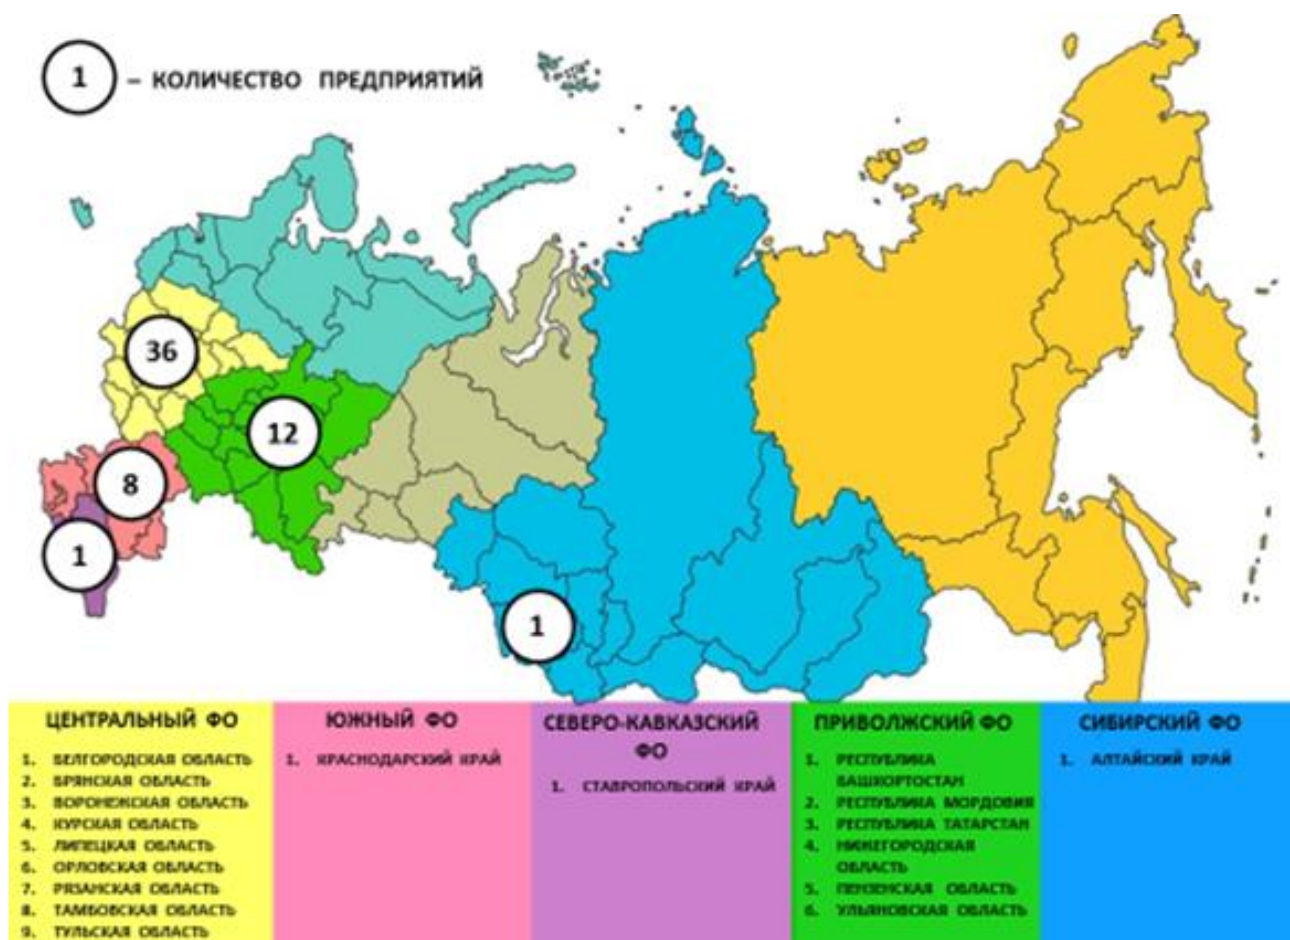 1 – КОЛИЧЕСТВО ПРЕДПРИЯТИЙ
36
12
8
1
1
ЦЕНТРАЛЬНЫЙ ФО
1. БЕЛГОРОДСКАЯ ОБЛАСТЬ
2. БРЯНСКАЯ ОБЛАСТЬ
3. ВОРОНЕЖСКАЯ ОБЛАСТЬ
4. КУРСКАЯ ОБЛАСТЬ
5. ЛИПЕЦКАЯ ОБЛАСТЬ
6. ОРЛОВСКАЯ ОБЛАСТЬ
7. РЯЗАНСКАЯ ОБЛАСТЬ
8. ТАМБОВСКАЯ ОБЛАСТЬ
9. ТУЛЬСКАЯ ОБЛАСТЬ
ЮЖНЫЙ ФО
1. КРАСНОДАРСКИЙ КРАЙ
СЕВЕРО-КАВКАЗСКИЙ
ФО
1. СТАВРОПОЛЬСКИЙ КРАЙ
ПРИВОЛЖСКИЙ ФО
1. РЕСПУБЛИКА
БАШКОРТОСТАН
2. РЕСПУБЛИКА МОРДОВИЯ
3. РЕСПУБЛИКА ТАТАРСТАН
4. НИЖЕГОРОДСКАЯ
ОБЛАСТЬ
5. ПЕНЗЕНСКАЯ ОБЛАСТЬ
6. УЛЬЯНОВСКАЯ ОБЛАСТЬ
СИБИРСКИЙ ФО
1. АЛТАЙСКИЙ КРАЙ